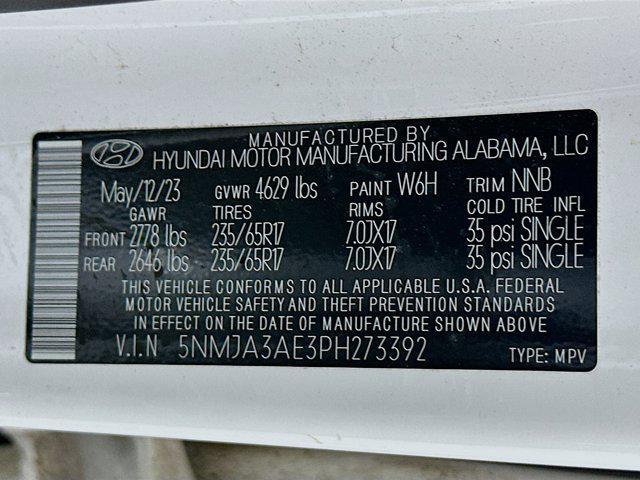 MANUFACTURED BY
HYUNDAI MOTOR MANUFACTURING ALABAMA, LLC
May/12/23 GVWR 4629 lbs PAINT W6H TRIM NNB
GAWR TIRES RIMS COLD TIRE INFL
FRONT 2778 lbs 235/65R17 7.0JX17 35 psi SINGLE
REAR 2646 lbs 235/65R17 7.0JX17 35 psi SINGLE
THIS VEHICLE CONFORMS TO ALL APPLICABLE U.S.A. FEDERAL
MOTOR VEHICLE SAFETY AND THEFT PREVENTION STANDARDS
IN EFFECT ON THE DATE OF MANUFACTURE SHOWN ABOVE
V.I.N 5NMJA3AE3PH273392 TYPE: MPV